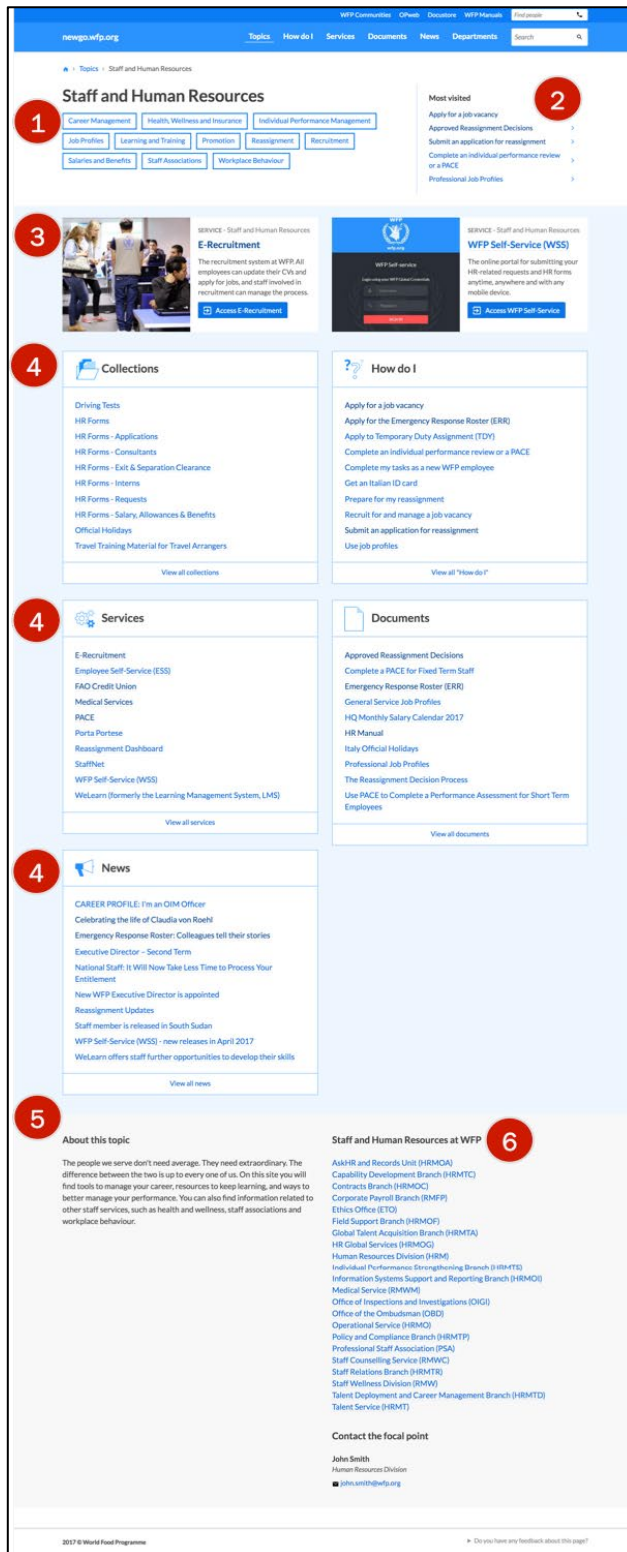 WFP Communities OPweb Docustore WFP Manuals Find people
newgo.wfp.org Topics How do I Services Documents News Departments Search
Topics Staff and Human Resources
Staff and Human Resources
1
Career Management Health, Wellness and Insurance Individual Performance Management
Job Profiles Learning and Training Promotion Reassignment Recruitment
Salaries and Benefits Staff Associations Workplace Behaviour
Most visited
2
Apply for a job vacancy
Approved Reassignment Decisions
Submit an application for reassignment
Complete an individual performance review
or a PACE
Professional Job Profiles
3
SERVICE - Staff and Human Resources
E-Recruitment
The recruitment system at WFP. All
employees can update their CVs and
apply for jobs, and staff involved in
recruitment can manage the process.
Access E-Recruitment
WFP
wfp.org
WFP Self-service
Login using your WFP Global Credentials
SERVICE - Staff and Human Resources
WFP Self-Service (WSS)
The online portal for submitting your
HR-related requests and HR forms
anytime, anywhere and with any
mobile device.
Access WFP Self-Service
4
Collections
Driving Tests
HR Forms
HR Forms - Applications
HR Forms - Consultants
HR Forms - Exit & Separation Clearance
HR Forms - Interns
HR Forms - Requests
HR Forms - Salary, Allowances & Benefits
Official Holidays
Travel Training Material for Travel Arrangers
View all collections
How do I
Apply for a job vacancy
Apply for the Emergency Response Roster (ERR)
Apply to Temporary Duty Assignment (TDY)
Complete an individual performance review or a PACE
Complete my tasks as a new WFP employee
Get an Italian ID card
Prepare for my reassignment
Recruit for and manage a job vacancy
Submit an application for reassignment
Use job profiles
View all "How do I"
4
Services
E-Recruitment
Employee Self-Service (ESS)
FAO Credit Union
Medical Services
PACE
Porta Portese
Reassignment Dashboard
StaffNet
WFP Self-Service (WSS)
WeLearn (formerly the Learning Management System, LMS)
View all services
Documents
Approved Reassignment Decisions
Complete a PACE for Fixed Term Staff
Emergency Response Roster (ERR)
General Service Job Profiles
HQ Monthly Salary Calendar 2017
HR Manual
Italy Official Holidays
Professional Job Profiles
The Reassignment Decision Process
Use PACE to Complete a Performance Assessment for Short Term
Employees
View all documents
4
News
CAREER PROFILE: I'm an OIM Officer
Celebrating the life of Claudia von Roehl
Emergency Response Roster: Colleagues tell their stories
Executive Director – Second Term
National Staff: It Will Now Take Less Time to Process Your
Entitlement
New WFP Executive Director is appointed
Reassignment Updates
Staff member is released in South Sudan
WFP Self-Service (WSS) - new releases in April 2017
WeLearn offers staff further opportunities to develop their skills
View all news
5
About this topic
The people we serve don't need average. They need extraordinary. The
difference between the two is up to every one of us. On this site you will
find tools to manage your career, resources to keep learning, and ways to
better manage your performance. You can also find information related to
other staff services, such as health and wellness, staff associations and
workplace behaviour.
Staff and Human Resources at WFP
6
AskHR and Records Unit (HRMOA)
Capability Development Branch (HRMTC)
Contracts Branch (HRMOC)
Corporate Payroll Branch (RMFP)
Ethics Office (ETO)
Field Support Branch (HRMOF)
Global Talent Acquisition Branch (HRMTA)
HR Global Services (HRMOG)
Human Resources Division (HRM)
Individual Performance Strengthening Branch (HRMTS)
Information Systems Support and Reporting Branch (HRMOI)
Medical Service (RMWM)
Office of Inspections and Investigations (OIGI)
Office of the Ombudsman (OBD)
Operational Service (HRMO)
Policy and Compliance Branch (HRMTP)
Professional Staff Association (PSA)
Staff Counselling Service (RMWC)
Staff Relations Branch (HRMTR)
Staff Wellness Division (RMW)
Talent Deployment and Career Management Branch (HRMTD)
Talent Service (HRMT)
Contact the focal point
John Smith
Human Resources Division
john.smith@wfp.org
2017 © World Food Programme
Do you have any feedback about this page?